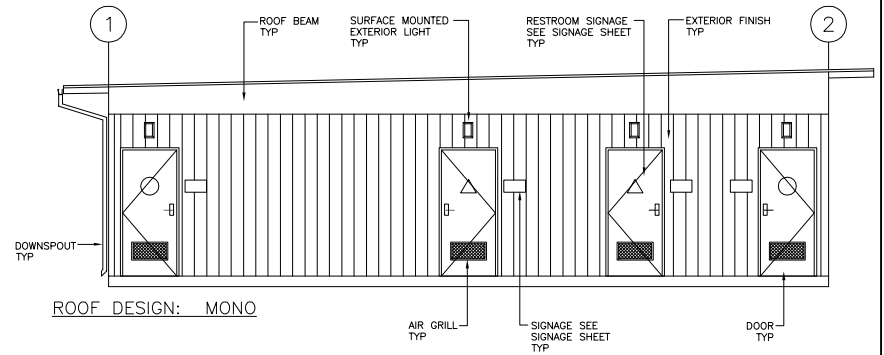 1
ROOF BEAM
TYP
SURFACE MOUNTED
EXTERIOR LIGHT
TYP
RESTROOM SIGNAGE
SEE SIGNAGE SHEET
TYP
EXTERIOR FINISH
TYP
2
DOWNSPOUT
TYP
ROOF DESIGN: MONO
AIR GRILL
TYP
SIGNAGE SEE
SIGNAGE SHEET
TYP
DOOR
TYP